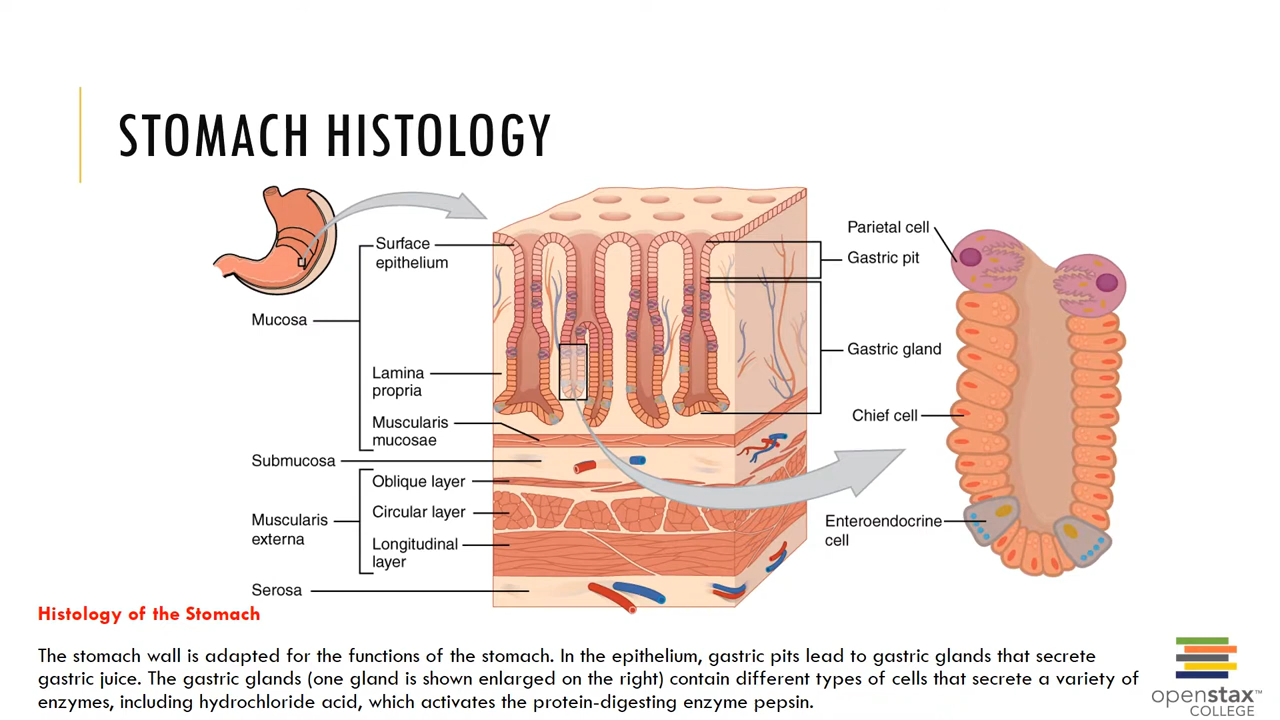 STOMACH HISTOLOGY
Surface
epithelium
Mucosa
Lamina
propria
Muscularis
mucosae
Submucosa
Oblique layer
Muscularis
externa
Circular layer
Longitudinal
layer
Serosa
Parietal cell
Gastric pit
Gastric gland
Chief cell
Enteroendocrine
cell
Histology of the Stomach
The stomach wall is adapted for the functions of the stomach. In the epithelium, gastric pits lead to gastric glands that secrete
gastric juice. The gastric glands (one gland is shown enlarged on the right) contain different types of cells that secrete a variety of
enzymes, including hydrochloride acid, which activates the protein-digesting enzyme pepsin.
openstax™
COLLEGE